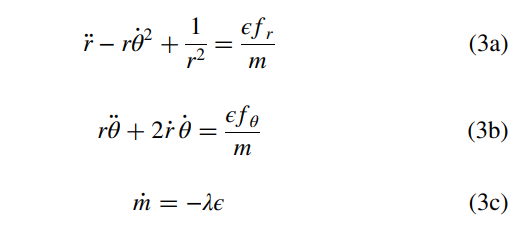 r̈ − rθ̇² + 1/r² = ϵf_r/m (3a)
rθ̈ + 2ṙθ̇ = ϵf_θ/m (3b)
ṁ = −λϵ (3c)